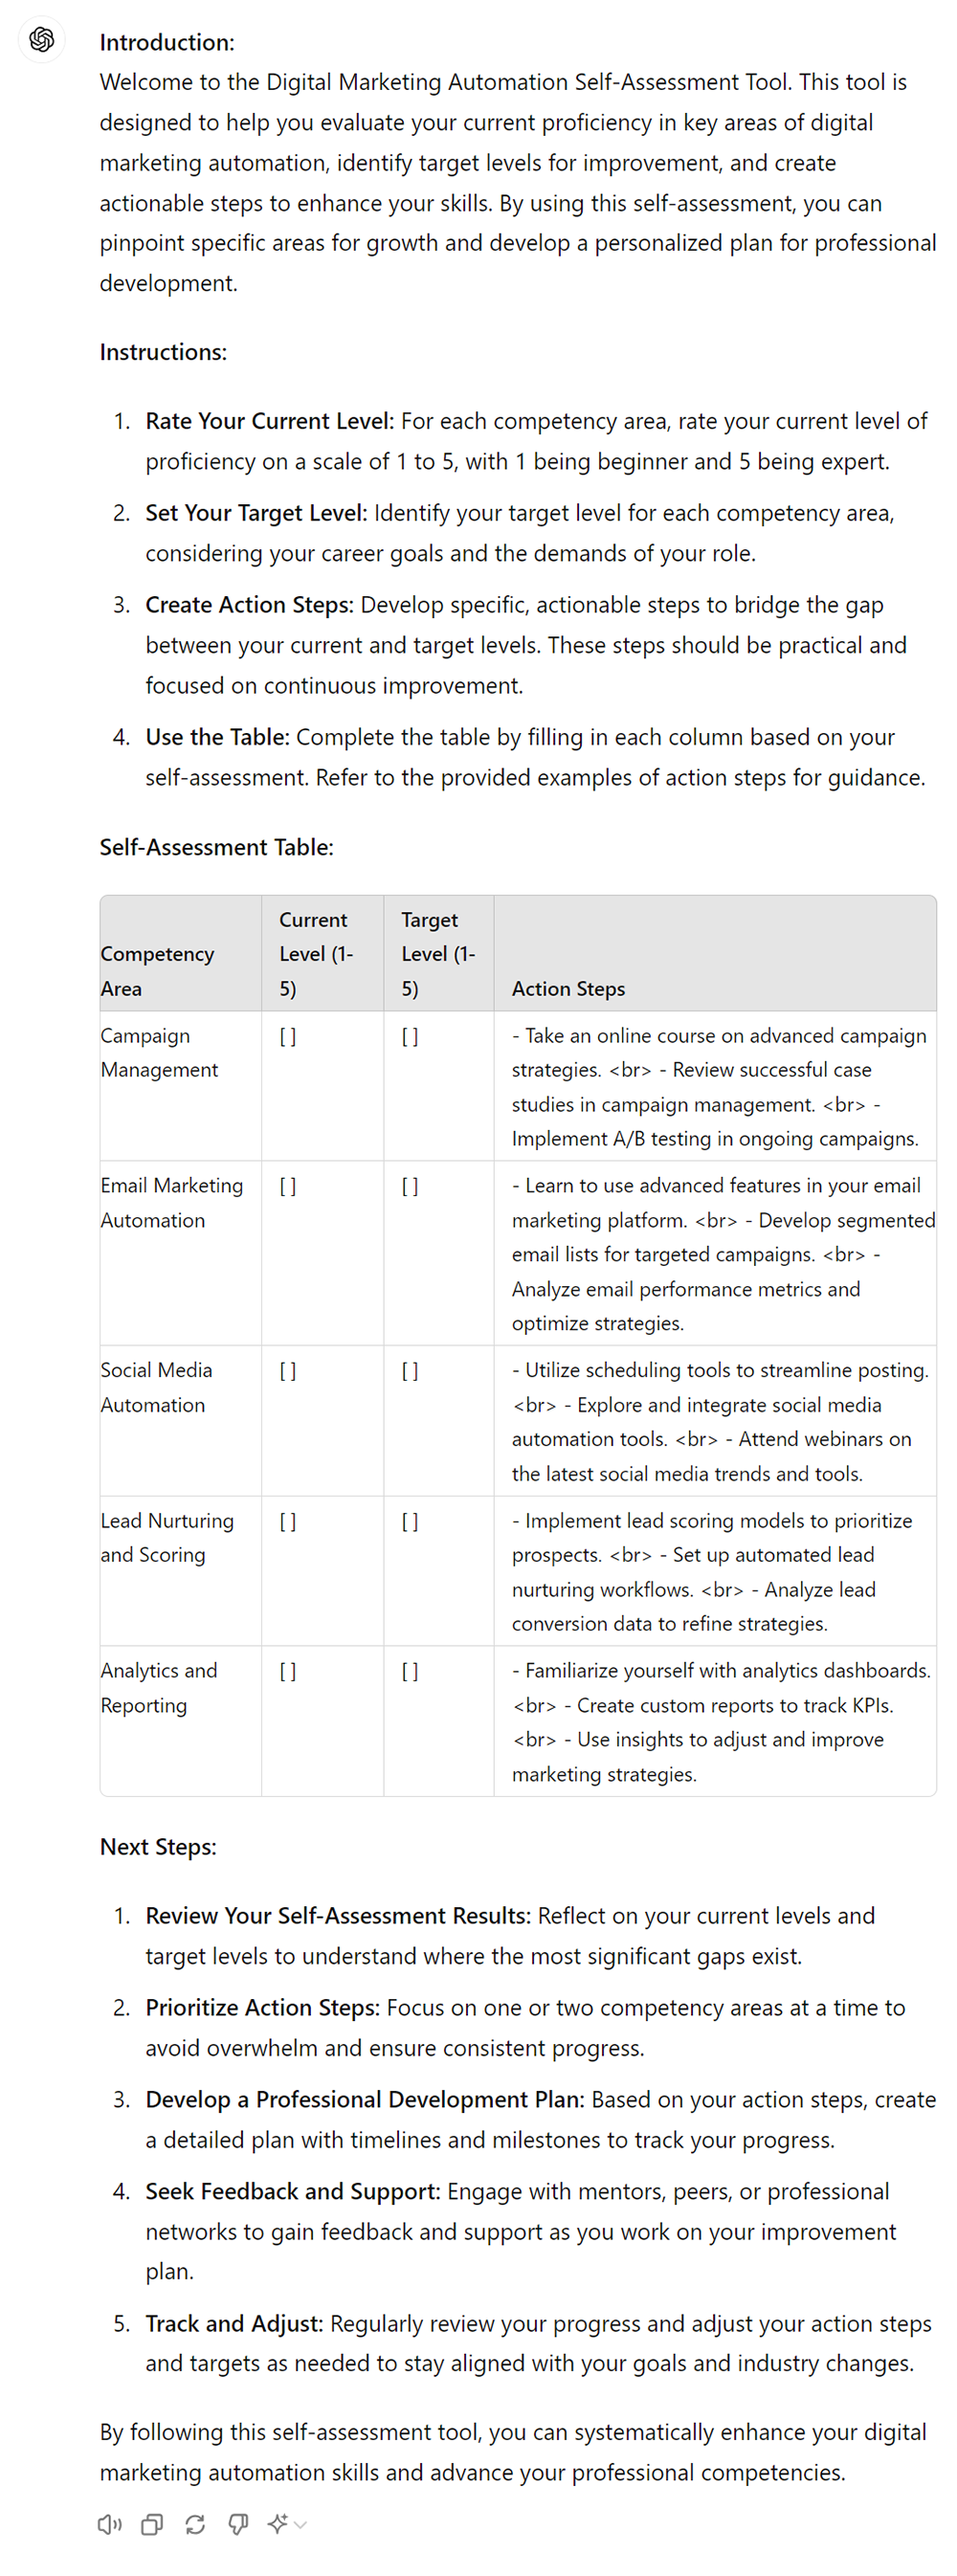 Introduction:
Welcome to the Digital Marketing Automation Self-Assessment Tool. This tool is
designed to help you evaluate your current proficiency in key areas of digital
marketing automation, identify target levels for improvement, and create
actionable steps to enhance your skills. By using this self-assessment, you can
pinpoint specific areas for growth and develop a personalized plan for professional
development.
Instructions:
1. Rate Your Current Level: For each competency area, rate your current level of
proficiency on a scale of 1 to 5, with 1 being beginner and 5 being expert.
2. Set Your Target Level: Identify your target level for each competency area,
considering your career goals and the demands of your role.
3. Create Action Steps: Develop specific, actionable steps to bridge the gap
between your current and target levels. These steps should be practical and
focused on continuous improvement.
4. Use the Table: Complete the table by filling in each column based on your
self-assessment. Refer to the provided examples of action steps for guidance.
Self-Assessment Table:
Competency
Area
Current
Level (1-
5)
Target
Level (1-
5)
Action Steps
Campaign
Management
[ ]
[ ]
- Take an online course on advanced campaign
strategies. <br> - Review successful case
studies in campaign management. <br> -
Implement A/B testing in ongoing campaigns.
Email Marketing
Automation
[ ]
[ ]
- Learn to use advanced features in your email
marketing platform. <br> - Develop segmented
email lists for targeted campaigns. <br> -
Analyze email performance metrics and
optimize strategies.
Social Media
Automation
[ ]
[ ]
- Utilize scheduling tools to streamline posting.
<br> - Explore and integrate social media
automation tools. <br> - Attend webinars on
the latest social media trends and tools.
Lead Nurturing
and Scoring
[ ]
[ ]
- Implement lead scoring models to prioritize
prospects. <br> - Set up automated lead
nurturing workflows. <br> - Analyze lead
conversion data to refine strategies.
Analytics and
Reporting
[ ]
[ ]
- Familiarize yourself with analytics dashboards.
<br> - Create custom reports to track KPIs.
<br> - Use insights to adjust and improve
marketing strategies.
Next Steps:
1. Review Your Self-Assessment Results: Reflect on your current levels and
target levels to understand where the most significant gaps exist.
2. Prioritize Action Steps: Focus on one or two competency areas at a time to
avoid overwhelm and ensure consistent progress.
3. Develop a Professional Development Plan: Based on your action steps, create
a detailed plan with timelines and milestones to track your progress.
4. Seek Feedback and Support: Engage with mentors, peers, or professional
networks to gain feedback and support as you work on your improvement
plan.
5. Track and Adjust: Regularly review your progress and adjust your action steps
and targets as needed to stay aligned with your goals and industry changes.
By following this self-assessment tool, you can systematically enhance your digital
marketing automation skills and advance your professional competencies.